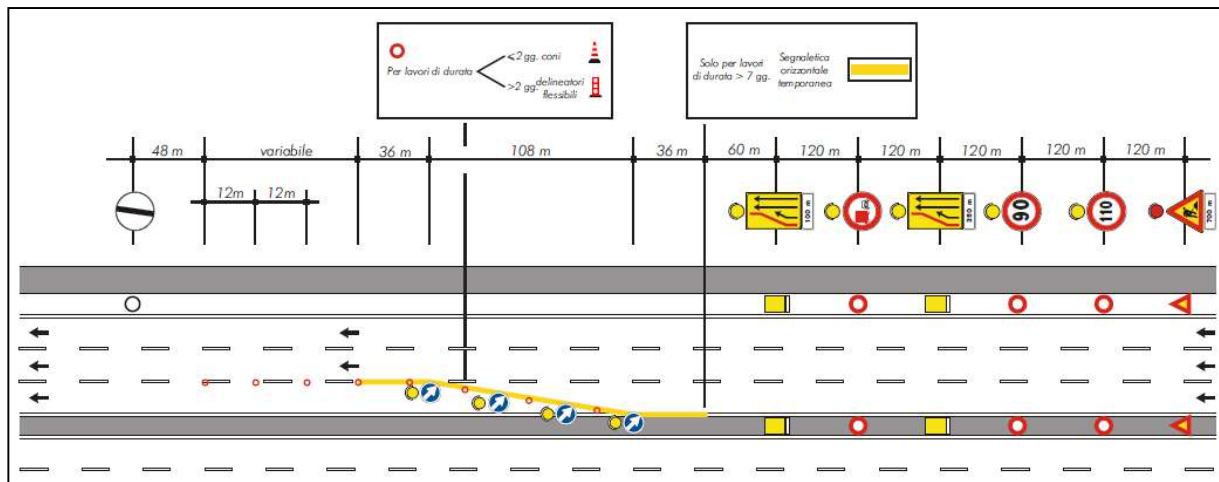 Per lavori di durata
⩽2 gg. coni
>2 gg. delineatori
flessibili
Solo per lavori
di durata > 7 gg.
Segnaletica
orizzontale
temporanea
48 m
variabile
36 m
108 m
36 m
60 m
120 m
120 m
120 m
120 m
120 m
12m
12m
100 m
350 m
90
110
700 m